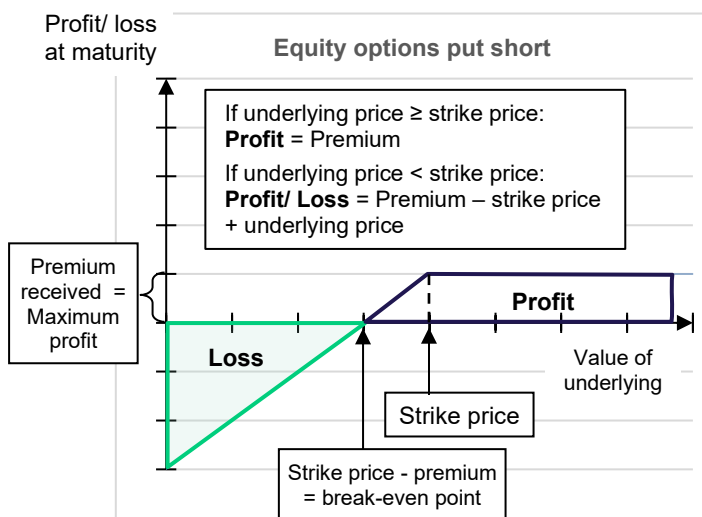 Profit/ loss
at maturity
Equity options put short
If underlying price ≥ strike price:
Profit = Premium
If underlying price < strike price:
Profit/ Loss = Premium – strike price
+ underlying price
Premium
received =
Maximum
profit
Profit
Loss
Value of
underlying
Strike price
Strike price - premium
= break-even point